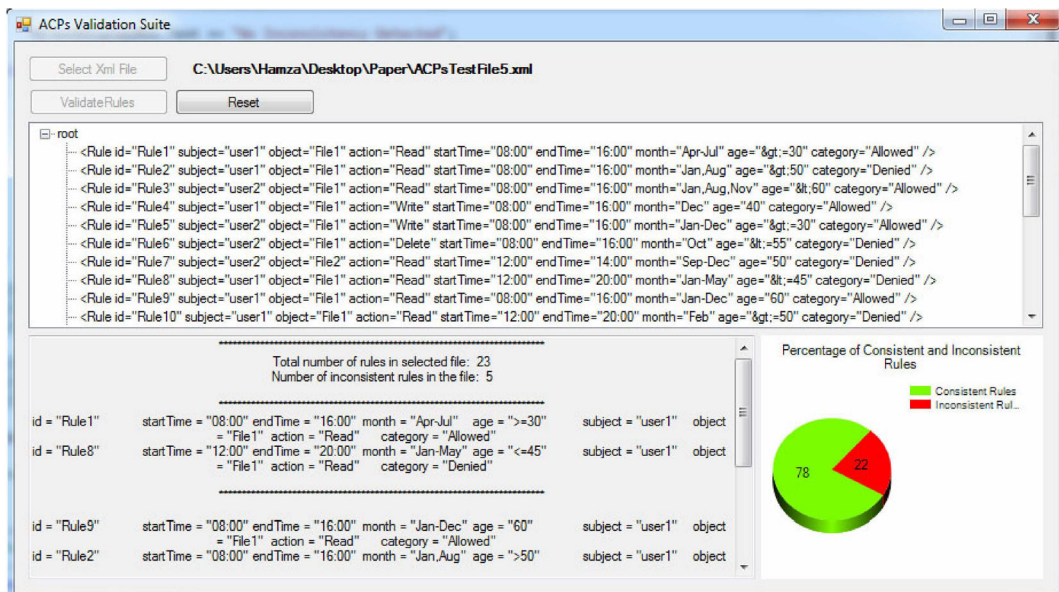 ACPs Validation Suite
Select Xml File C:\Users\Hamza\Desktop\Paper\ACPsTestFile5.xml
ValidateRules Reset
root
<Rule id="Rule1" subject="user1" object="File1" action="Read" startTime="08:00" endTime="16:00" month="Apr-Jul" age="&gt;=30" category="Allowed" />
<Rule id="Rule2" subject="user1" object="File1" action="Read" startTime="08:00" endTime="16:00" month="Jan,Aug" age="&gt;50" category="Denied" />
<Rule id="Rule3" subject="user2" object="File1" action="Read" startTime="08:00" endTime="16:00" month="Jan,Aug,Nov" age="&lt;60" category="Allowed" />
<Rule id="Rule4" subject="user1" object="File1" action="Write" startTime="08:00" endTime="16:00" month="Dec" age="40" category="Allowed" />
<Rule id="Rule5" subject="user2" object="File1" action="Write" startTime="08:00" endTime="16:00" month="Jan-Dec" age="&gt;=30" category="Allowed" />
<Rule id="Rule6" subject="user2" object="File1" action="Delete" startTime="08:00" endTime="16:00" month="Oct" age="&lt;=55" category="Denied" />
<Rule id="Rule7" subject="user2" object="File2" action="Read" startTime="12:00" endTime="14:00" month="Sep-Dec" age="50" category="Denied" />
<Rule id="Rule8" subject="user1" object="File1" action="Read" startTime="12:00" endTime="20:00" month="Jan-May" age="&lt;=45" category="Denied" />
<Rule id="Rule9" subject="user1" object="File1" action="Read" startTime="08:00" endTime="16:00" month="Jan-Dec" age="60" category="Allowed" />
<Rule id="Rule10" subject="user1" object="File1" action="Read" startTime="12:00" endTime="20:00" month="Feb" age="&gt;=50" category="Denied" />
Total number of rules in selected file: 23
Number of inconsistent rules in the file: 5
id = "Rule1" startTime = "08:00" endTime = "16:00" month = "Apr-Jul" age = ">=30" subject = "user1" object
= "File1" action = "Read" category = "Allowed"
id = "Rule8" startTime = "12:00" endTime = "20:00" month = "Jan-May" age = "<=45" subject = "user1" object
= "File1" action = "Read" category = "Denied"
id = "Rule9" startTime = "08:00" endTime = "16:00" month = "Jan-Dec" age = "60" subject = "user1" object
= "File1" action = "Read" category = "Allowed"
id = "Rule2" startTime = "08:00" endTime = "16:00" month = "Jan,Aug" age = ">50" subject = "user1" object
Percentage of Consistent and Inconsistent
Rules
Consistent Rules
Inconsistent Rul...
78
22